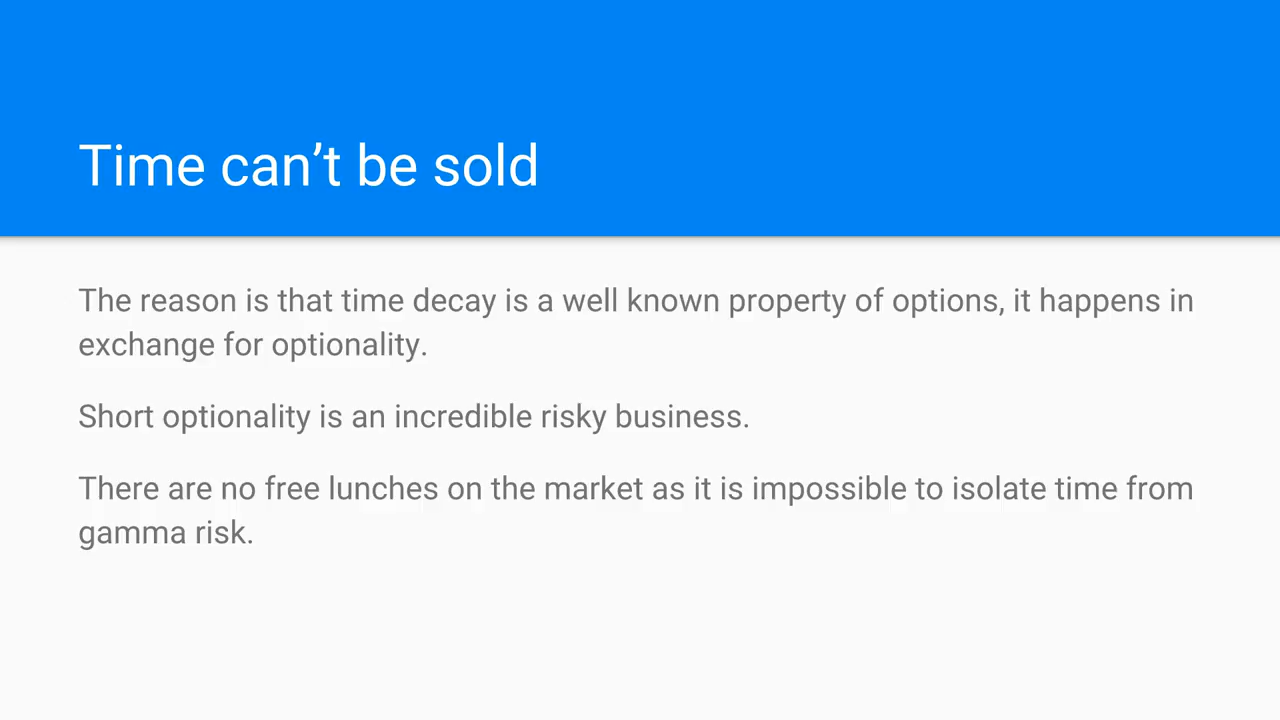 Time can’t be sold
The reason is that time decay is a well known property of options, it happens in
exchange for optionality.
Short optionality is an incredible risky business.
There are no free lunches on the market as it is impossible to isolate time from
gamma risk.